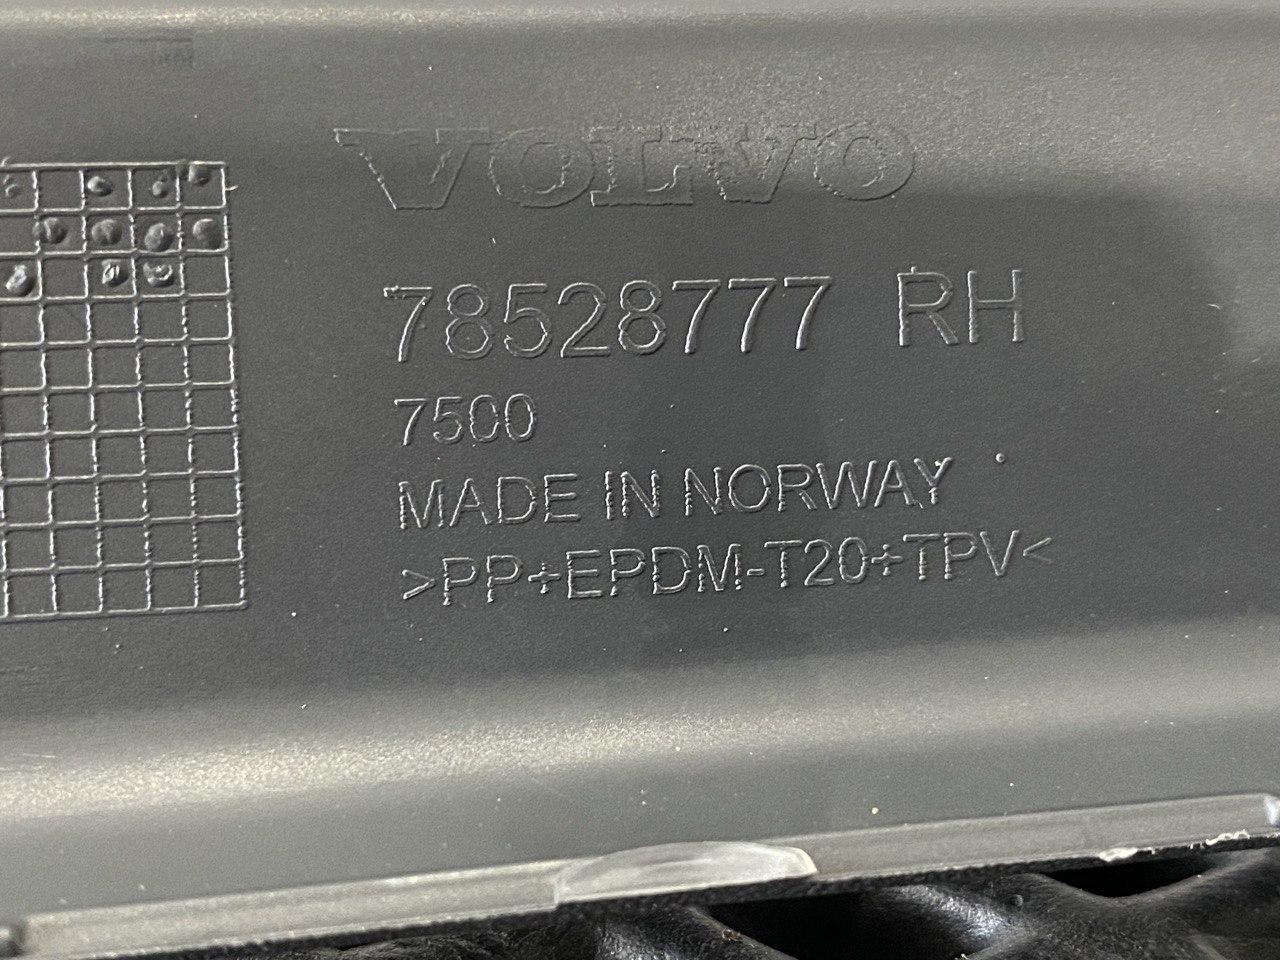 VOLVO
78528777 RH
7500
MADE IN NORWAY
>PP+EPDM-T20+TPV<